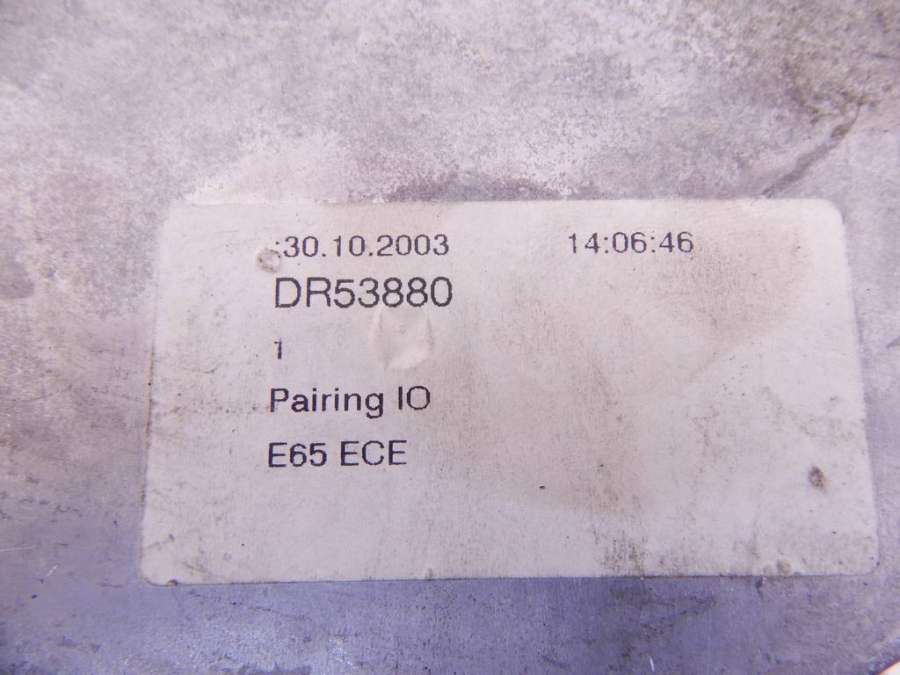 :30.10.2003 14:06:46
DR53880
1
Pairing IO
E65 ECE